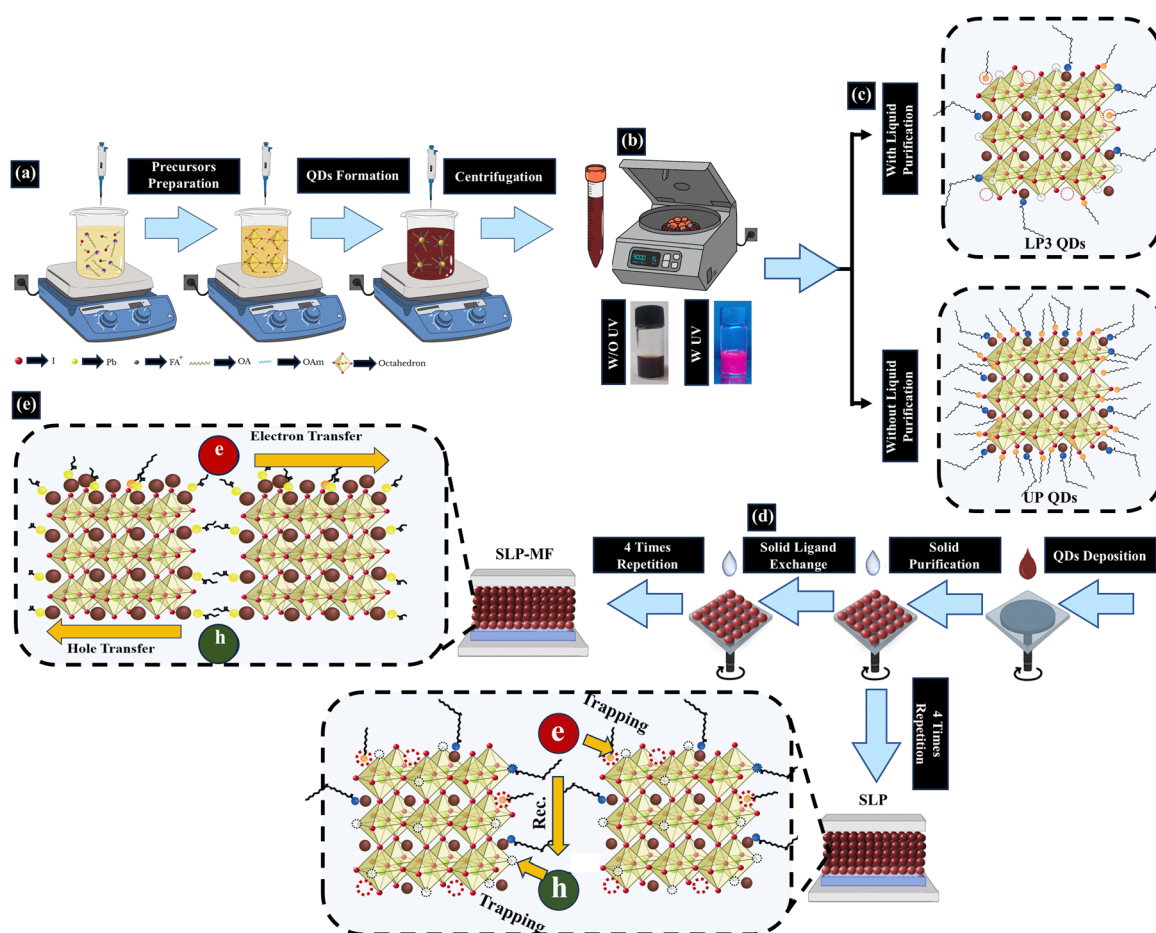 (a)
Precursors
Preparation
QDs Formation
Centrifugation
I
Pb
FA⁺
OA
OAm
Octahedron
(b)
W/O UV
W UV
(c)
With Liquid
Purification
LP3 QDs
Without Liquid
Purification
UP QDs
(d)
QDs Deposition
Solid
Purification
Solid Ligand
Exchange
4 Times
Repetition
SLP-MF
4 Times
Repetition
SLP
(e)
e
Electron Transfer
h
Hole Transfer
Trapping
e
Rec.
h
Trapping